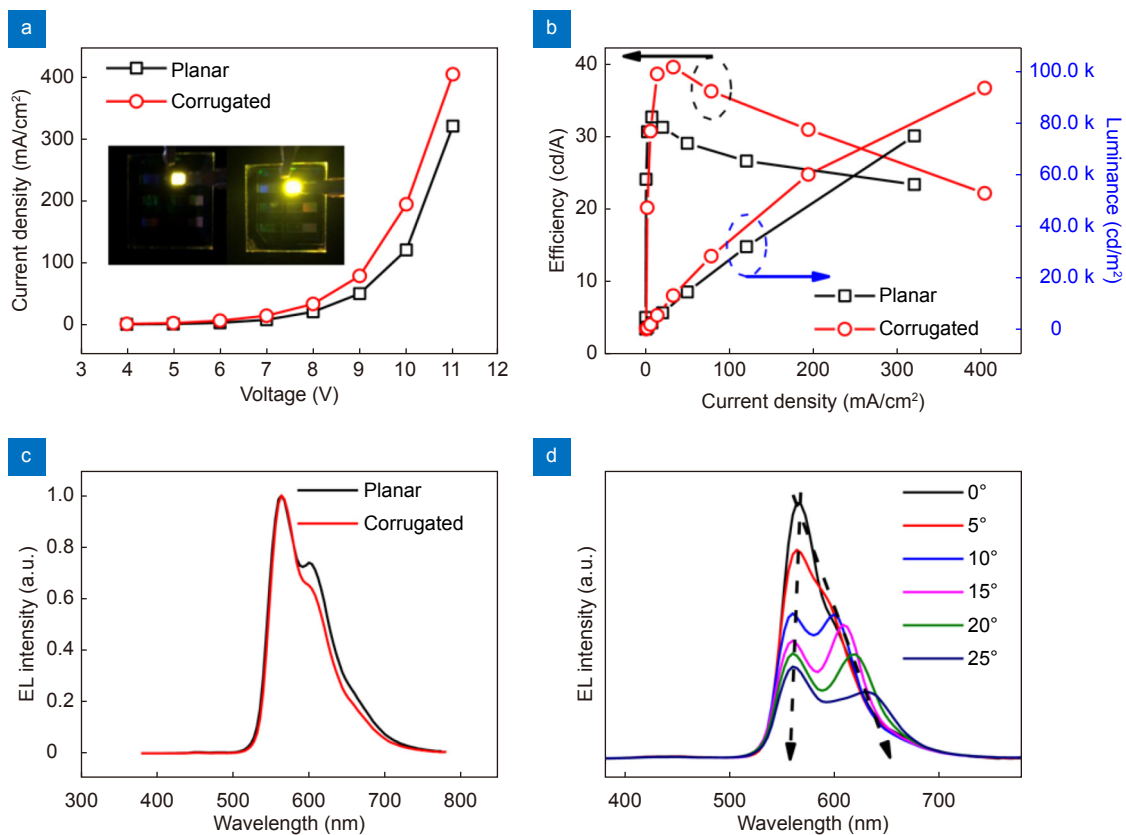 a
Planar
Corrugated
400
300
200
100
0
Current density (mA/cm²)
3
4
5
6
7
8
9
10
11
12
Voltage (V)
b
40
30
20
10
0
Efficiency (cd/A)
100.0 k
80.0 k
60.0 k
40.0 k
20.0 k
0
Luminance (cd/m²)
Planar
Corrugated
0
100
200
300
400
Current density (mA/cm²)
c
1.0
0.8
0.6
0.4
0.2
0
EL intensity (a.u.)
Planar
Corrugated
300
400
500
600
700
800
Wavelength (nm)
d
EL intensity (a.u.)
0°
5°
10°
15°
20°
25°
400
500
600
700
Wavelength (nm)